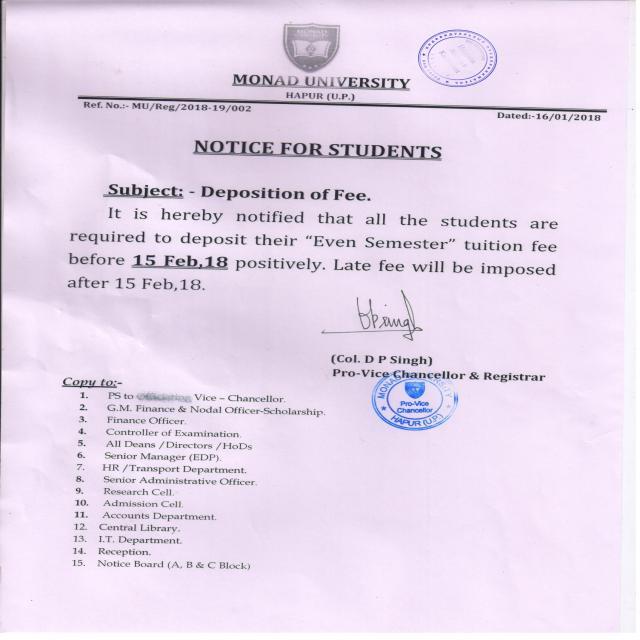 MONAD
MONAD UNIVERSITY
HAPUR (U.P.)
Ref. No.:- MU/Reg/2018-19/002
Dated:-16/01/2018
NOTICE FOR STUDENTS
Subject: - Deposition of Fee.
It is hereby notified that all the students are
required to deposit their “Even Semester” tuition fee
before 15 Feb,18 positively. Late fee will be imposed
after 15 Feb,18.
(Col. D P Singh)
Pro-Vice Chancellor & Registrar
MONAD UNIVERSITY
Pro-Vice
Chancellor
HAPUR (U.P.)
Copy to:-
1. PS to Vice – Chancellor.
2. G.M. Finance & Nodal Officer-Scholarship.
3. Finance Officer.
4. Controller of Examination.
5. All Deans /Directors /HoDs
6. Senior Manager (EDP).
7. HR /Transport Department.
8. Senior Administrative Officer.
9. Research Cell.
10. Admission Cell.
11. Accounts Department.
12. Central Library.
13. I.T. Department.
14. Reception.
15. Notice Board (A, B & C Block)